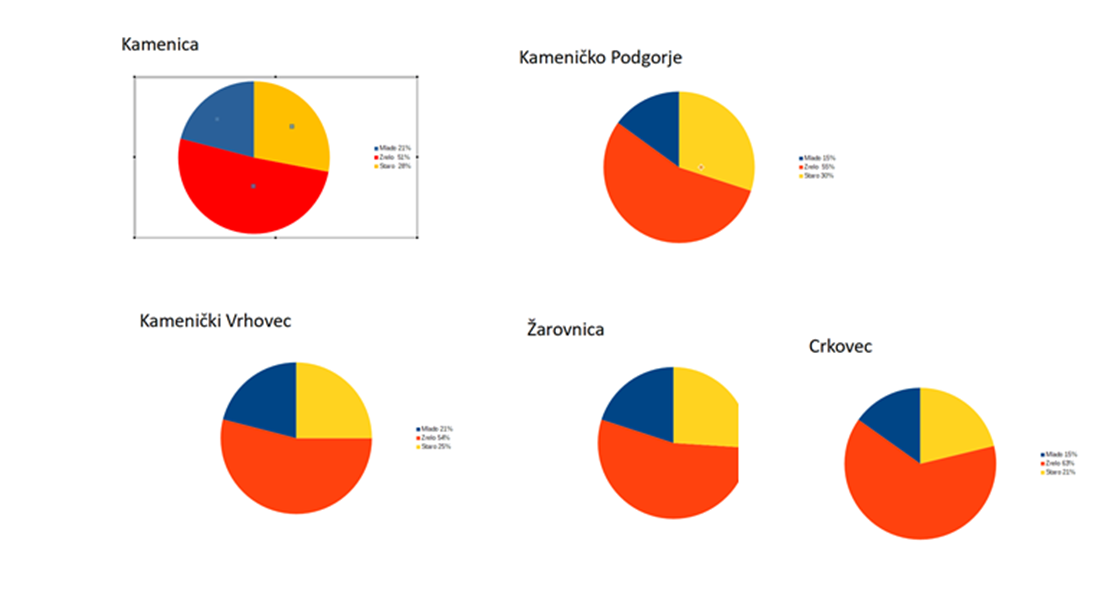 Kamenica
Mlado 21%
Zrelo 51%
Staro 28%
Kameničko Podgorje
Mlado 15%
Zrelo 55%
Staro 30%
Kamenički Vrhovec
Mlado 21%
Zrelo 54%
Staro 25%
Žarovnica
Crkovec
Mlado 15%
Zrelo 63%
Staro 21%